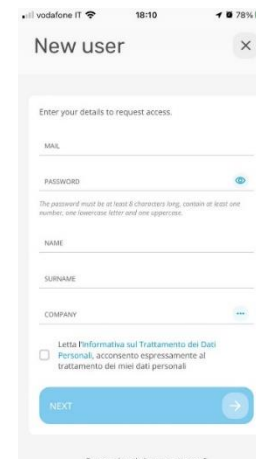 vodafone IT 18:10 78%
New user
Enter your details to request access.
MAIL
PASSWORD
The password must be at least 8 characters long, contain at least one
number, one lowercase letter and one uppercase.
NAME
SURNAME
COMPANY
Letta l'Informativa sul Trattamento dei Dati
Personali, acconsento espressamente al
trattamento dei miei dati personali
NEXT